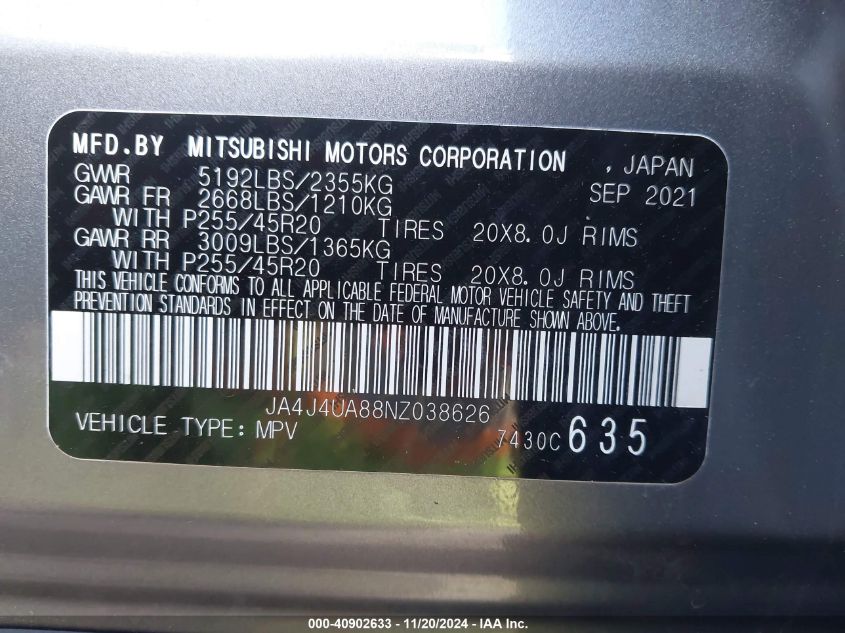 MFD.BY MITSUBISHI MOTORS CORPORATION , JAPAN
GVWR 5192LBS/2355KG SEP 2021
GAWR FR 2668LBS/1210KG
WITH P255/45R20 TIRES 20X8.0J RIMS
GAWR RR 3009LBS/1365KG
WITH P255/45R20 TIRES 20X8.0J RIMS
THIS VEHICLE CONFORMS TO ALL APPLICABLE FEDERAL MOTOR VEHICLE SAFETY AND THEFT
PREVENTION STANDARDS IN EFFECT ON THE DATE OF MANUFACTURE SHOWN ABOVE.
JA4J4UA88NZ038626
VEHICLE TYPE: MPV 7430C 635
000-40902633 - 11/20/2024 - IAA Inc.